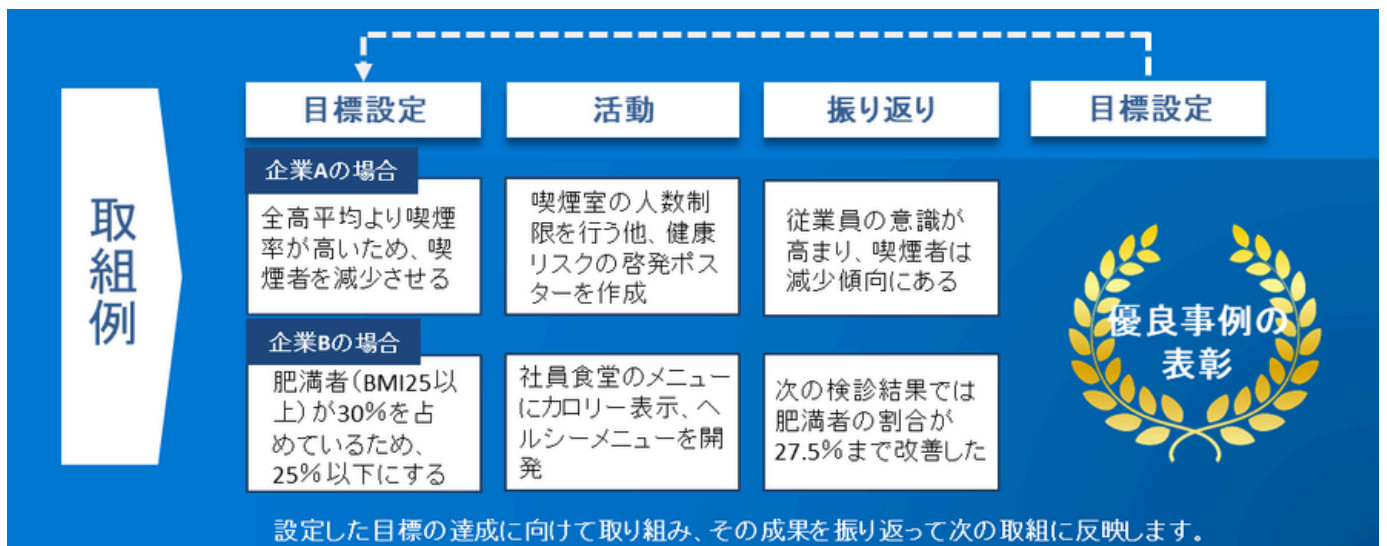 取組例
目標設定
活動
振り返り
目標設定
企業Aの場合
全高平均より喫煙
率が高いため、喫
煙者を減少させる
喫煙室の人数制
限を行う他、健康
リスクの啓発ポス
ターを作成
従業員の意識が
高まり、喫煙者は
減少傾向にある
企業Bの場合
肥満者（BMI25以
上）が30％を占
めているため、
25％以下にする
社員食堂のメニュー
にカロリー表示、ヘ
ルシーメニューを開
発
次の検診結果では
肥満者の割合が
27.5％まで改善した
優良事例の
表彰
設定した目標の達成に向けて取り組み、その成果を振り返って次の取組に反映します。